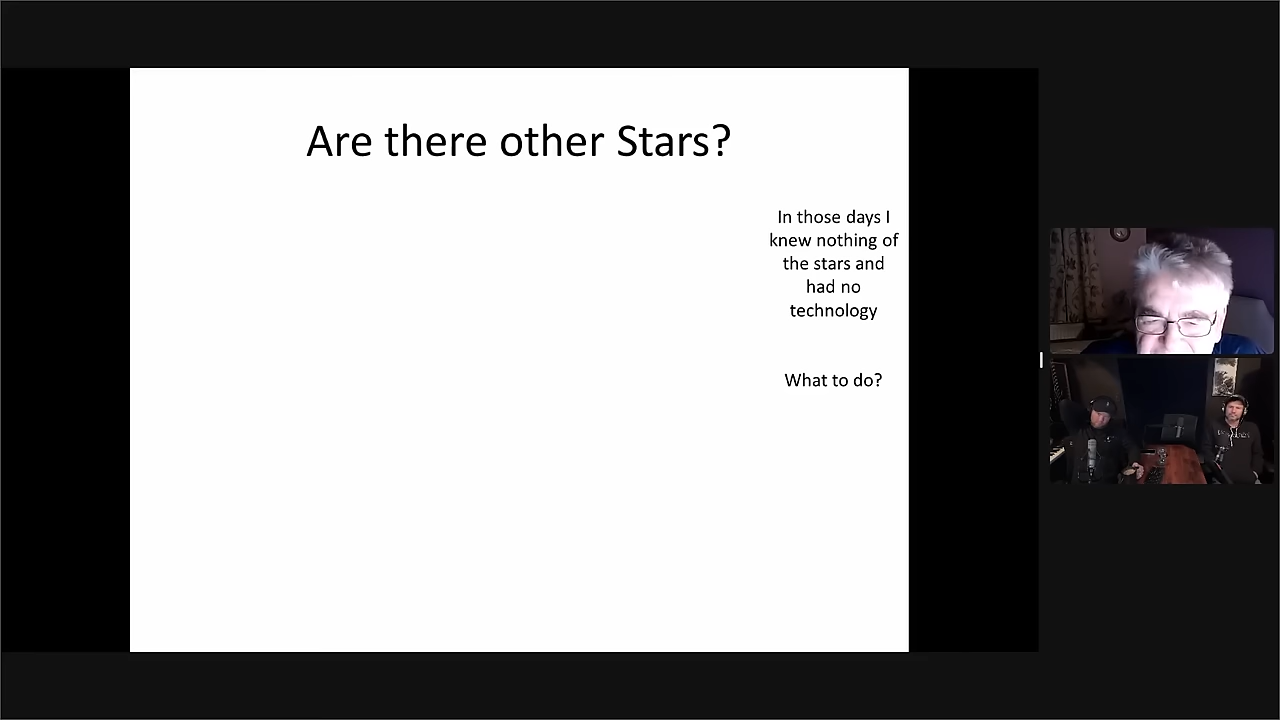 Are there other Stars?
In those days I
knew nothing of
the stars and
had no
technology
What to do?